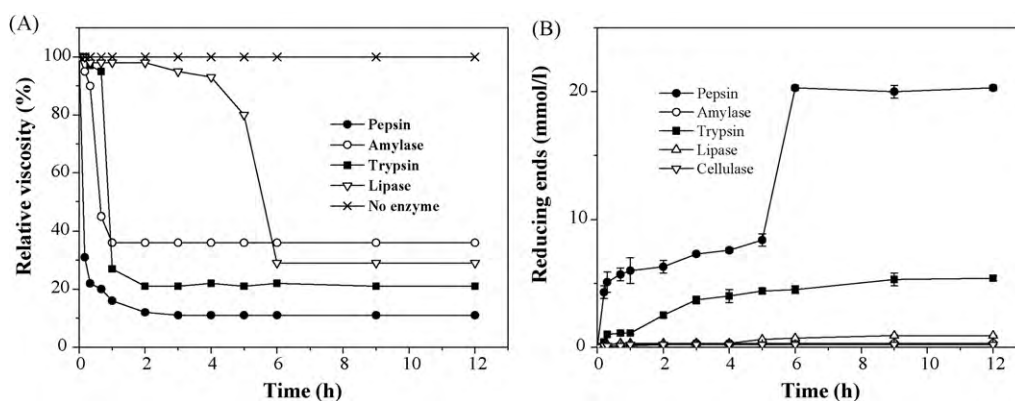 (A)
Relative viscosity (%)
100
80
60
40
20
0
Pepsin
Amylase
Trypsin
Lipase
No enzyme
0 2 4 6 8 10 12
Time (h)
(B)
Reducing ends (mmol/l)
20
10
0
Pepsin
Amylase
Trypsin
Lipase
Cellulase
0 2 4 6 8 10 12
Time (h)